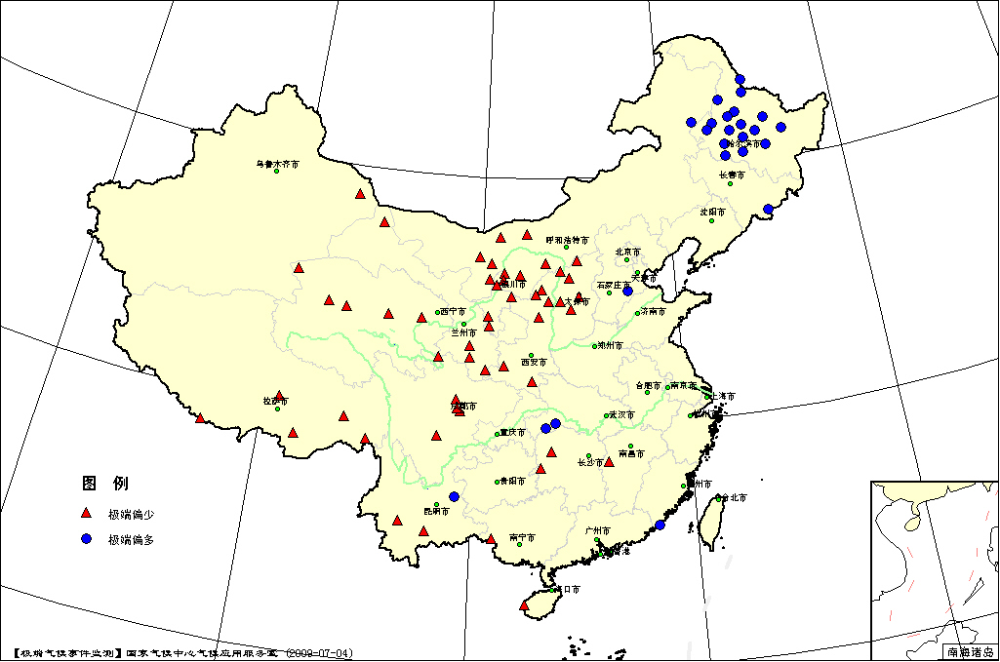 乌鲁木齐市
哈尔滨市
长春市
沈阳市
呼和浩特市
北京市
天津市
石家庄市
银川市
太原市
西宁市
济南市
兰州市
郑州市
西安市
合肥市
南京市
上海市
拉萨市
成都市
武汉市
杭州市
重庆市
南昌市
长沙市
贵阳市
福州市
台北市
昆明市
广州市
南宁市
香港
海口市
图 例
极端偏少
极端偏多
【极端气候事件监测】国家气候中心气候应用服务室 (2009-07-04)
南海诸岛